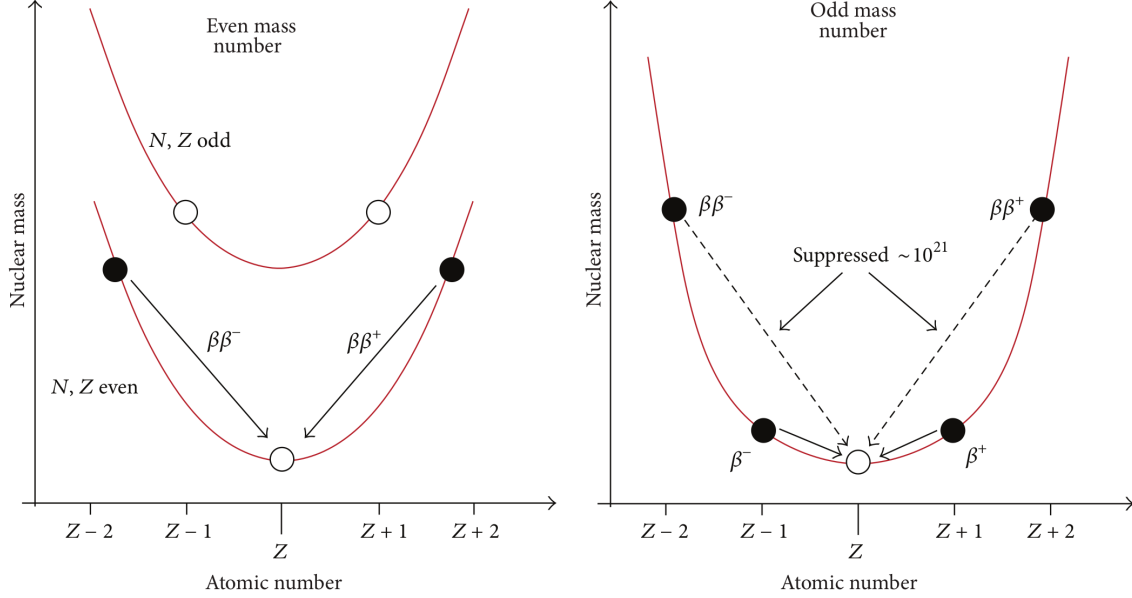 Even mass
number
N, Z odd
ββ−
ββ+
N, Z even
Nuclear mass
Z − 2
Z − 1
Z
Z + 1
Z + 2
Atomic number
Odd mass
number
ββ−
ββ+
Suppressed ~10²¹
β−
β+
Nuclear mass
Z − 2
Z − 1
Z
Z + 1
Z + 2
Atomic number